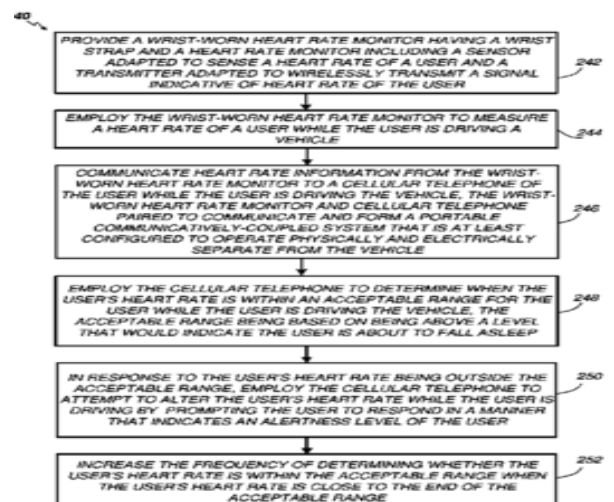 40
PROVIDE A WRIST-WORN HEART RATE MONITOR HAVING A WRIST
STRAP AND A HEART RATE MONITOR INCLUDING A SENSOR
ADAPTED TO SENSE A HEART RATE OF A USER AND A
TRANSMITTER ADAPTED TO WIRELESSLY TRANSMIT A SIGNAL
INDICATIVE OF HEART RATE OF THE USER
242
EMPLOY THE WRIST-WORN HEART RATE MONITOR TO MEASURE
A HEART RATE OF A USER WHILE THE USER IS DRIVING A
VEHICLE
244
COMMUNICATE HEART RATE INFORMATION FROM THE WRIST-
WORN HEART RATE MONITOR TO A CELLULAR TELEPHONE OF
THE USER WHILE THE USER IS DRIVING THE VEHICLE, THE WRIST-
WORN HEART RATE MONITOR AND CELLULAR TELEPHONE
PAIRED TO COMMUNICATE AND FORM A PORTABLE
COMMUNICATIVELY-COUPLED SYSTEM THAT IS AT LEAST
CONFIGURED TO OPERATE PHYSICALLY AND ELECTRICALLY
SEPARATE FROM THE VEHICLE
246
EMPLOY THE CELLULAR TELEPHONE TO DETERMINE WHEN THE
USER'S HEART RATE IS WITHIN AN ACCEPTABLE RANGE FOR THE
USER WHILE THE USER IS DRIVING THE VEHICLE, THE
ACCEPTABLE RANGE BEING BASED ON BEING ABOVE A LEVEL
THAT WOULD INDICATE THE USER IS ABOUT TO FALL ASLEEP
248
IN RESPONSE TO THE USER'S HEART RATE BEING OUTSIDE THE
ACCEPTABLE RANGE, EMPLOY THE CELLULAR TELEPHONE TO
ATTEMPT TO ALTER THE USER'S HEART RATE WHILE THE USER IS
DRIVING BY PROMPTING THE USER TO RESPOND IN A MANNER
THAT INDICATES AN ALERTNESS LEVEL OF THE USER
250
INCREASE THE FREQUENCY OF DETERMINING WHETHER THE
USER'S HEART RATE IS WITHIN THE ACCEPTABLE RANGE WHEN
THE USER'S HEART RATE IS CLOSE TO THE END OF THE
ACCEPTABLE RANGE
252